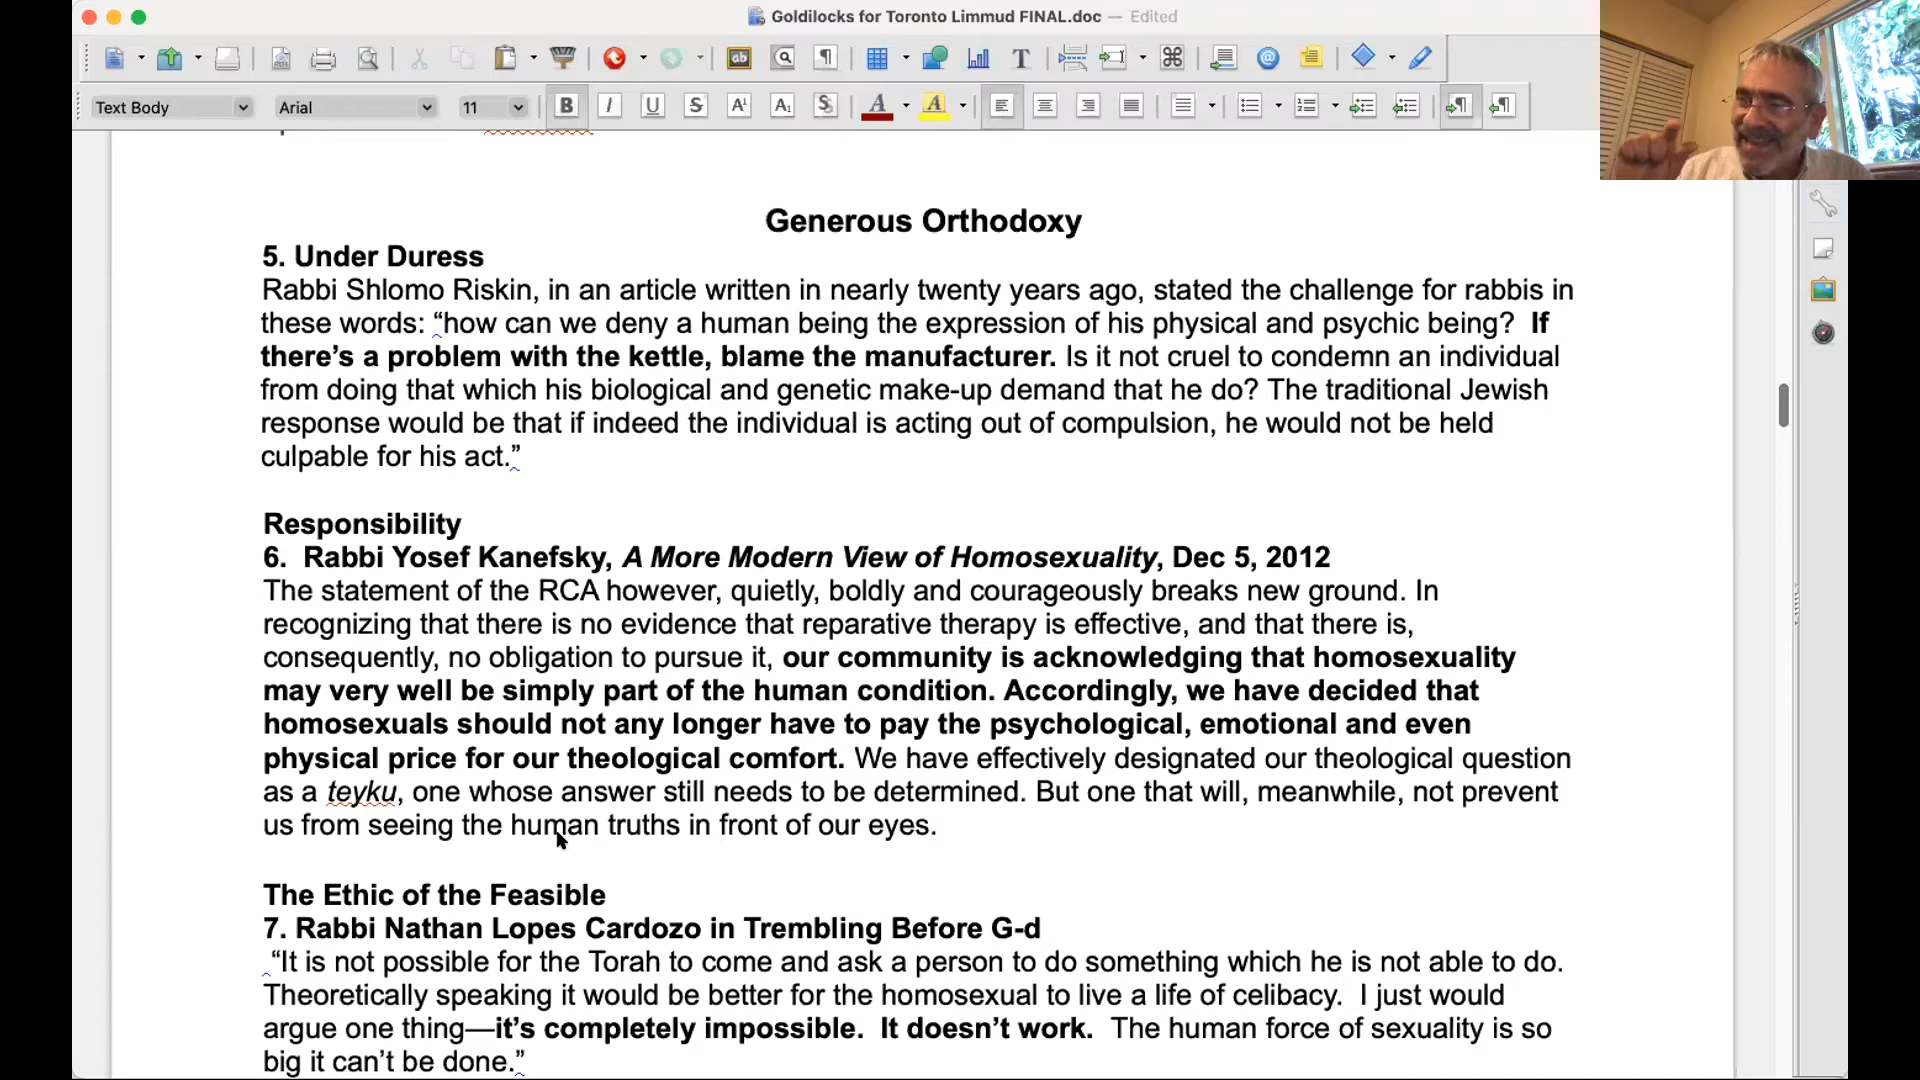 Goldilocks for Toronto Limmud FINAL.doc — Edited
Text Body Arial 11
Generous Orthodoxy
5. Under Duress
Rabbi Shlomo Riskin, in an article written in nearly twenty years ago, stated the challenge for rabbis in
these words: “how can we deny a human being the expression of his physical and psychic being?  If
there’s a problem with the kettle, blame the manufacturer. Is it not cruel to condemn an individual
from doing that which his biological and genetic make-up demand that he do? The traditional Jewish
response would be that if indeed the individual is acting out of compulsion, he would not be held
culpable for his act.”
Responsibility
6.  Rabbi Yosef Kanefsky, A More Modern View of Homosexuality, Dec 5, 2012
The statement of the RCA however, quietly, boldly and courageously breaks new ground. In
recognizing that there is no evidence that reparative therapy is effective, and that there is,
consequently, no obligation to pursue it, our community is acknowledging that homosexuality
may very well be simply part of the human condition. Accordingly, we have decided that
homosexuals should not any longer have to pay the psychological, emotional and even
physical price for our theological comfort. We have effectively designated our theological question
as a teyku, one whose answer still needs to be determined. But one that will, meanwhile, not prevent
us from seeing the human truths in front of our eyes.
The Ethic of the Feasible
7. Rabbi Nathan Lopes Cardozo in Trembling Before G-d
“It is not possible for the Torah to come and ask a person to do something which he is not able to do.
Theoretically speaking it would be better for the homosexual to live a life of celibacy.  I just would
argue one thing—it’s completely impossible.  It doesn’t work.  The human force of sexuality is so
big it can’t be done.”